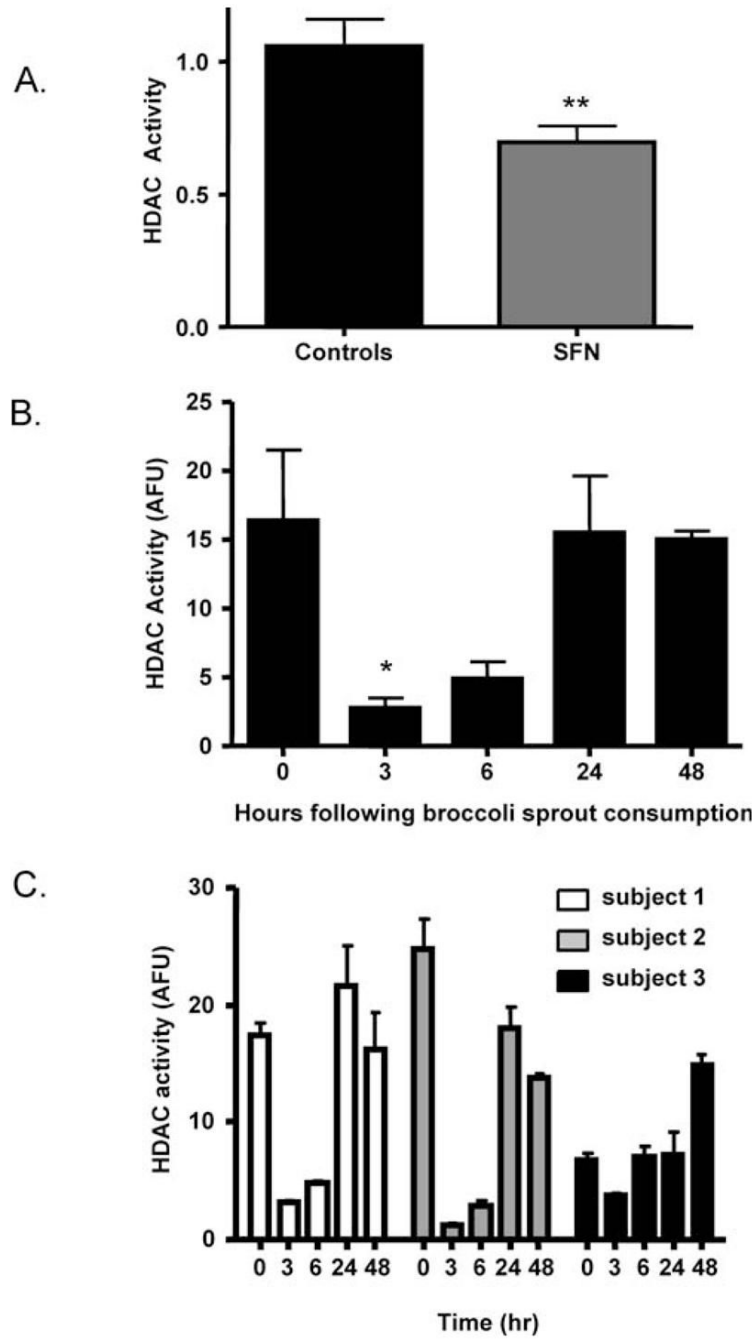 A.
HDAC Activity
1.0
0.5
0.0
**
Controls SFN
B.
HDAC Activity (AFU)
25
20
15
10
5
0
*
0 3 6 24 48
Hours following broccoli sprout consumption
C.
HDAC activity (AFU)
30
20
10
0
subject 1
subject 2
subject 3
0 3 6 24 48 0 3 6 24 48 0 3 6 24 48
Time (hr)